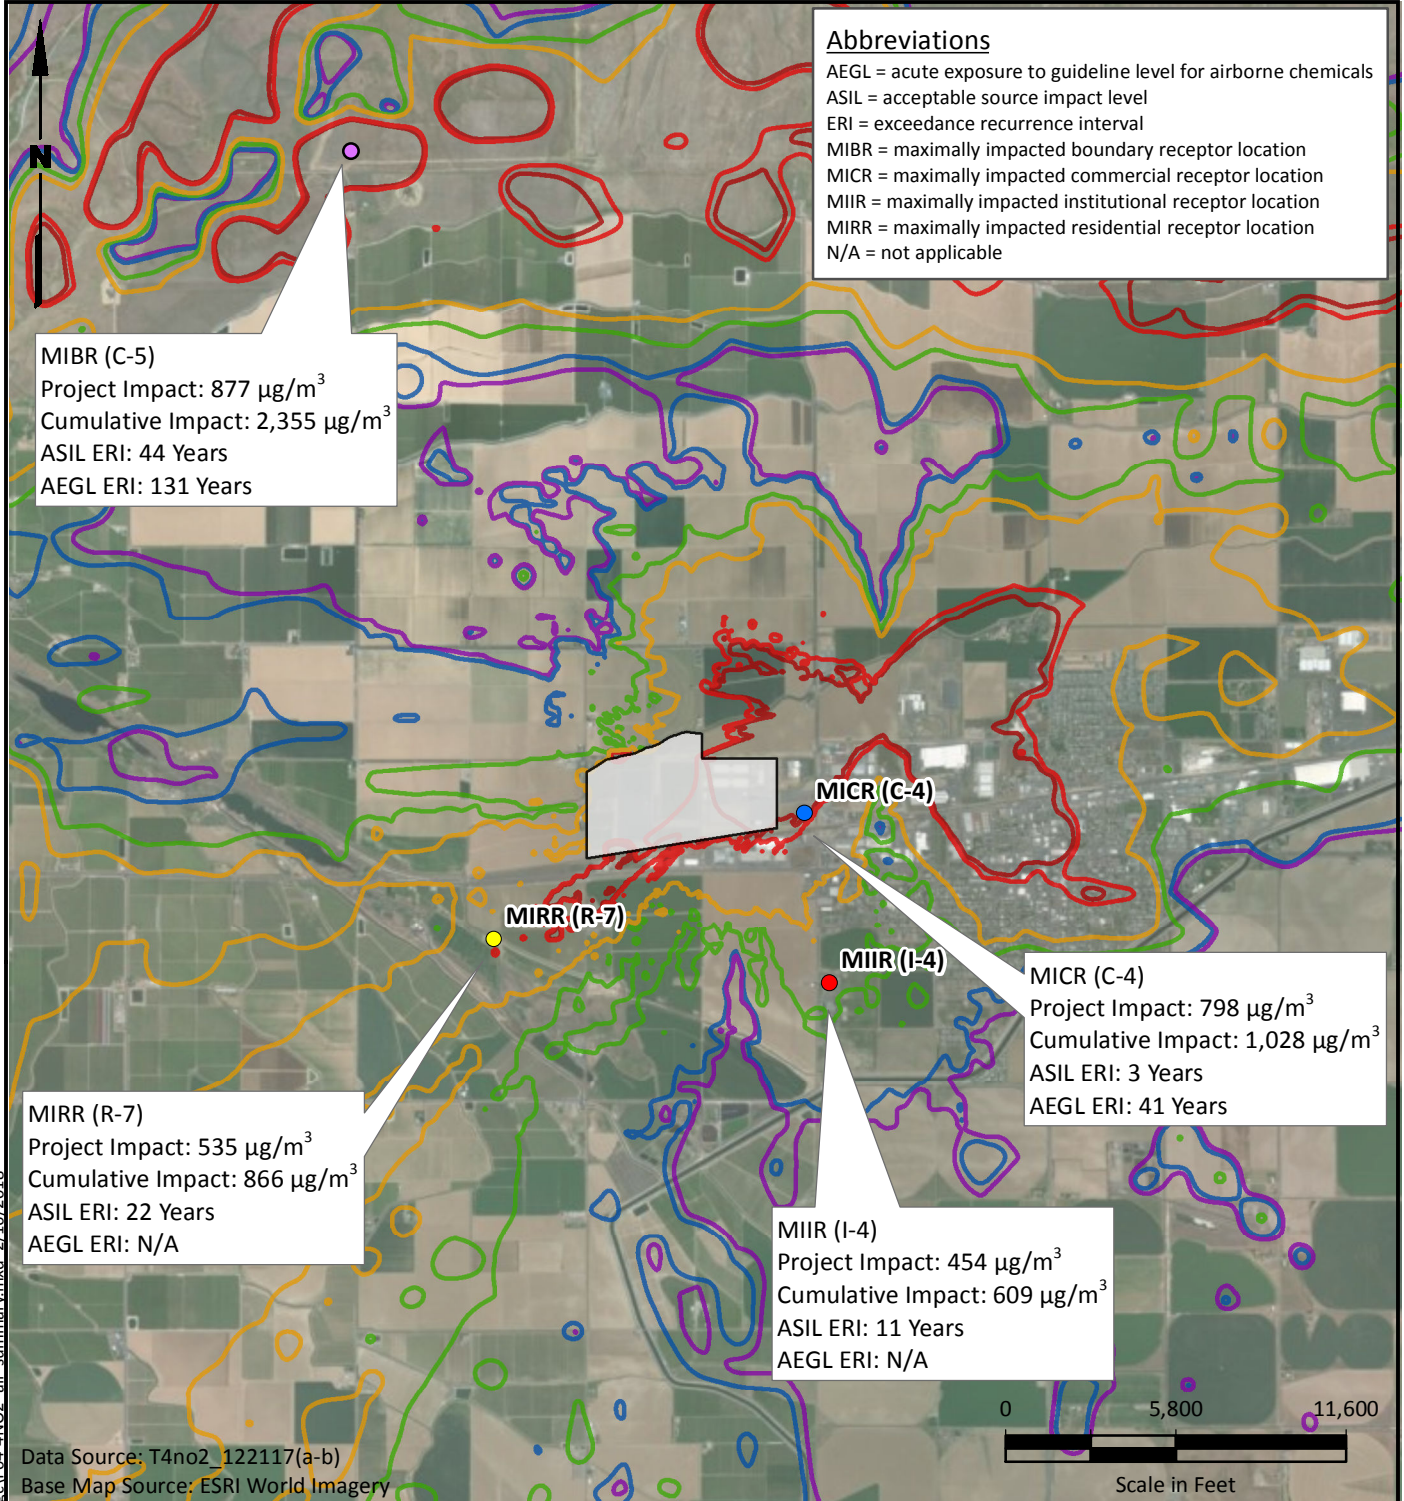 Abbreviations
AEGL = acute exposure to guideline level for airborne chemicals
ASIL = acceptable source impact level
ERI = exceedance recurrence interval
MIBR = maximally impacted boundary receptor location
MICR = maximally impacted commercial receptor location
MIIR = maximally impacted institutional receptor location
MIRR = maximally impacted residential receptor location
N/A = not applicable
N
MIBR (C-5)
Project Impact: 877 µg/m³
Cumulative Impact: 2,355 µg/m³
ASIL ERI: 44 Years
AEGL ERI: 131 Years
MICR (C-4)
MIRR (R-7)
MIIR (I-4)
MICR (C-4)
Project Impact: 798 µg/m³
Cumulative Impact: 1,028 µg/m³
ASIL ERI: 3 Years
AEGL ERI: 41 Years
MIRR (R-7)
Project Impact: 535 µg/m³
Cumulative Impact: 866 µg/m³
ASIL ERI: 22 Years
AEGL ERI: N/A
MIIR (I-4)
Project Impact: 454 µg/m³
Cumulative Impact: 609 µg/m³
ASIL ERI: 11 Years
AEGL ERI: N/A
0 5,800 11,600
Scale in Feet
Data Source: T4no2_122117(a-b)
Base Map Source: ESRI World Imagery